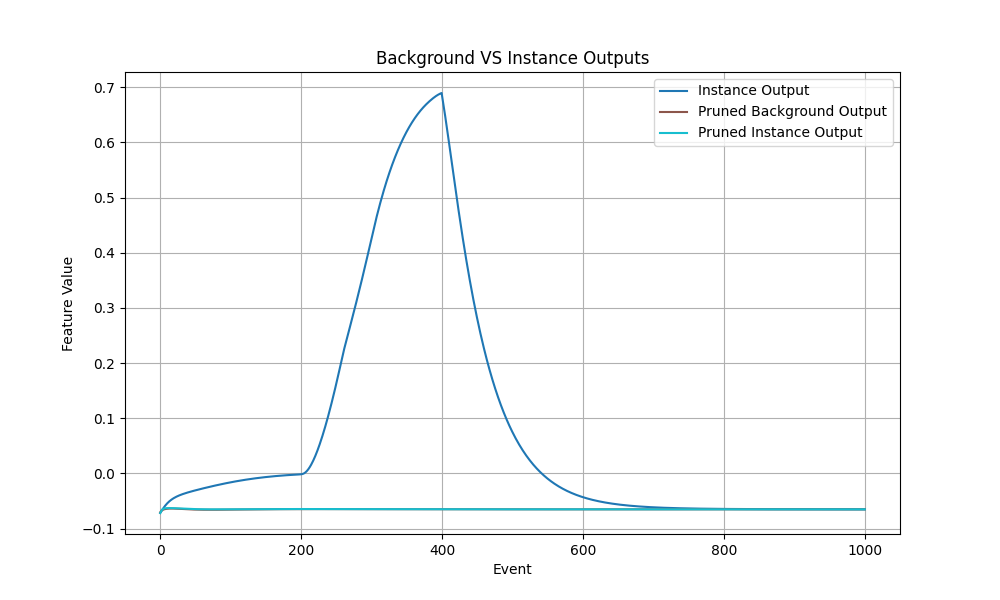 Background VS Instance Outputs
Instance Output
Pruned Background Output
Pruned Instance Output
0.7
0.6
0.5
0.4
0.3
0.2
0.1
0.0
−0.1
Feature Value
0 200 400 600 800 1000
Event